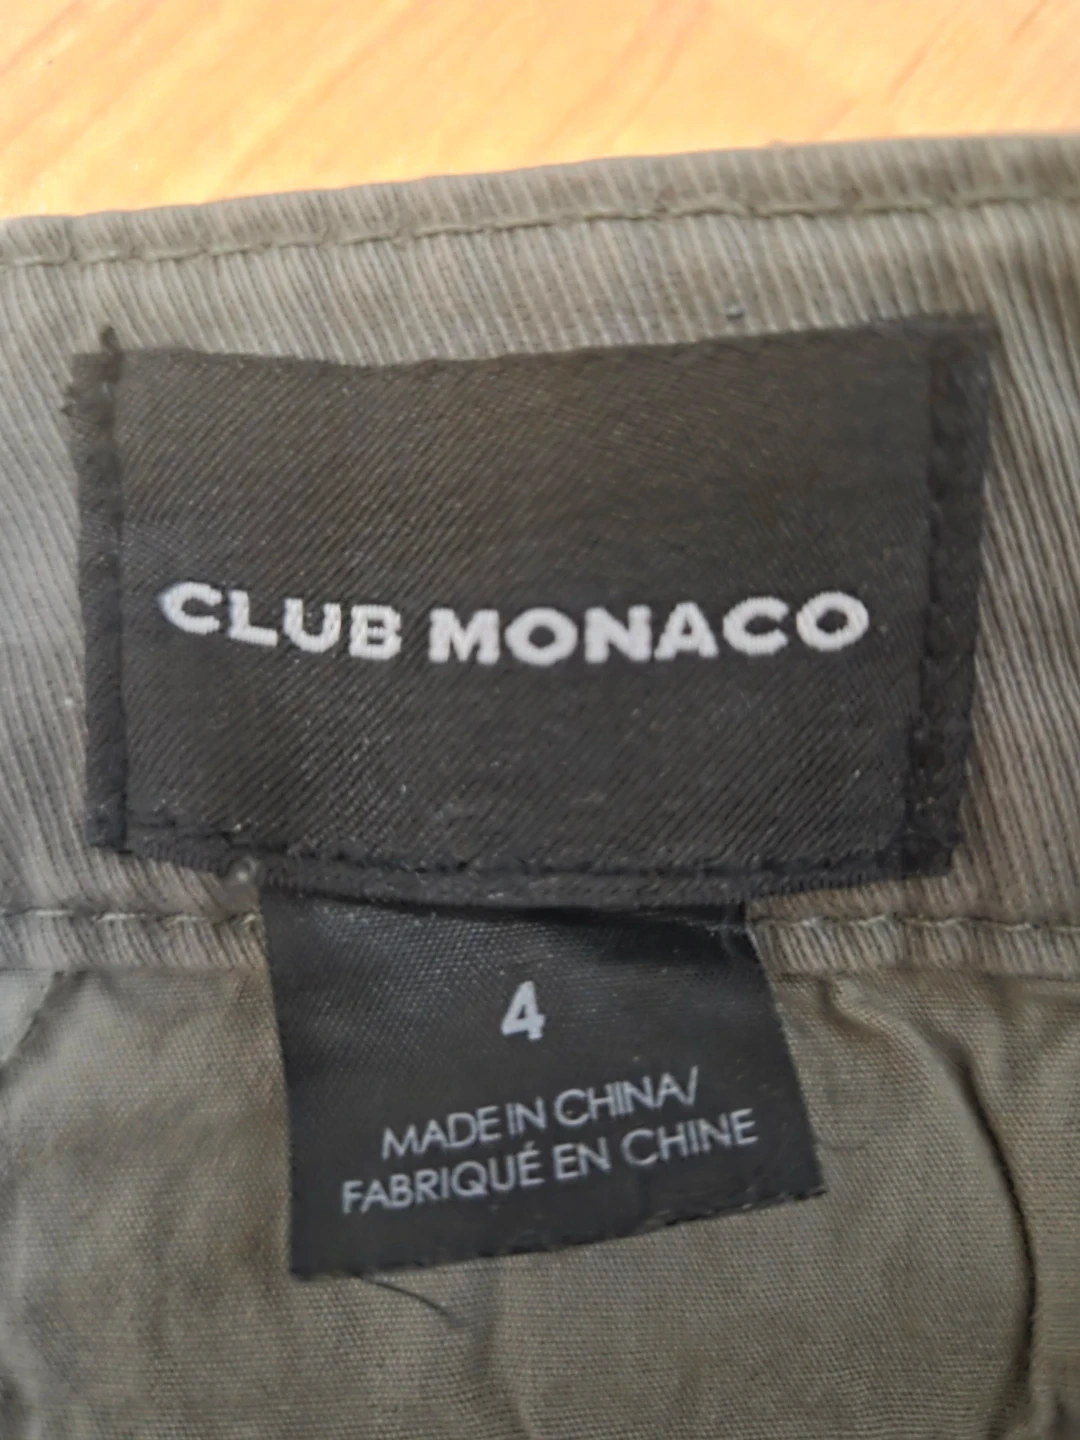 CLUB MONACO
4
MADE IN CHINA/
FABRIQUÉ EN CHINE